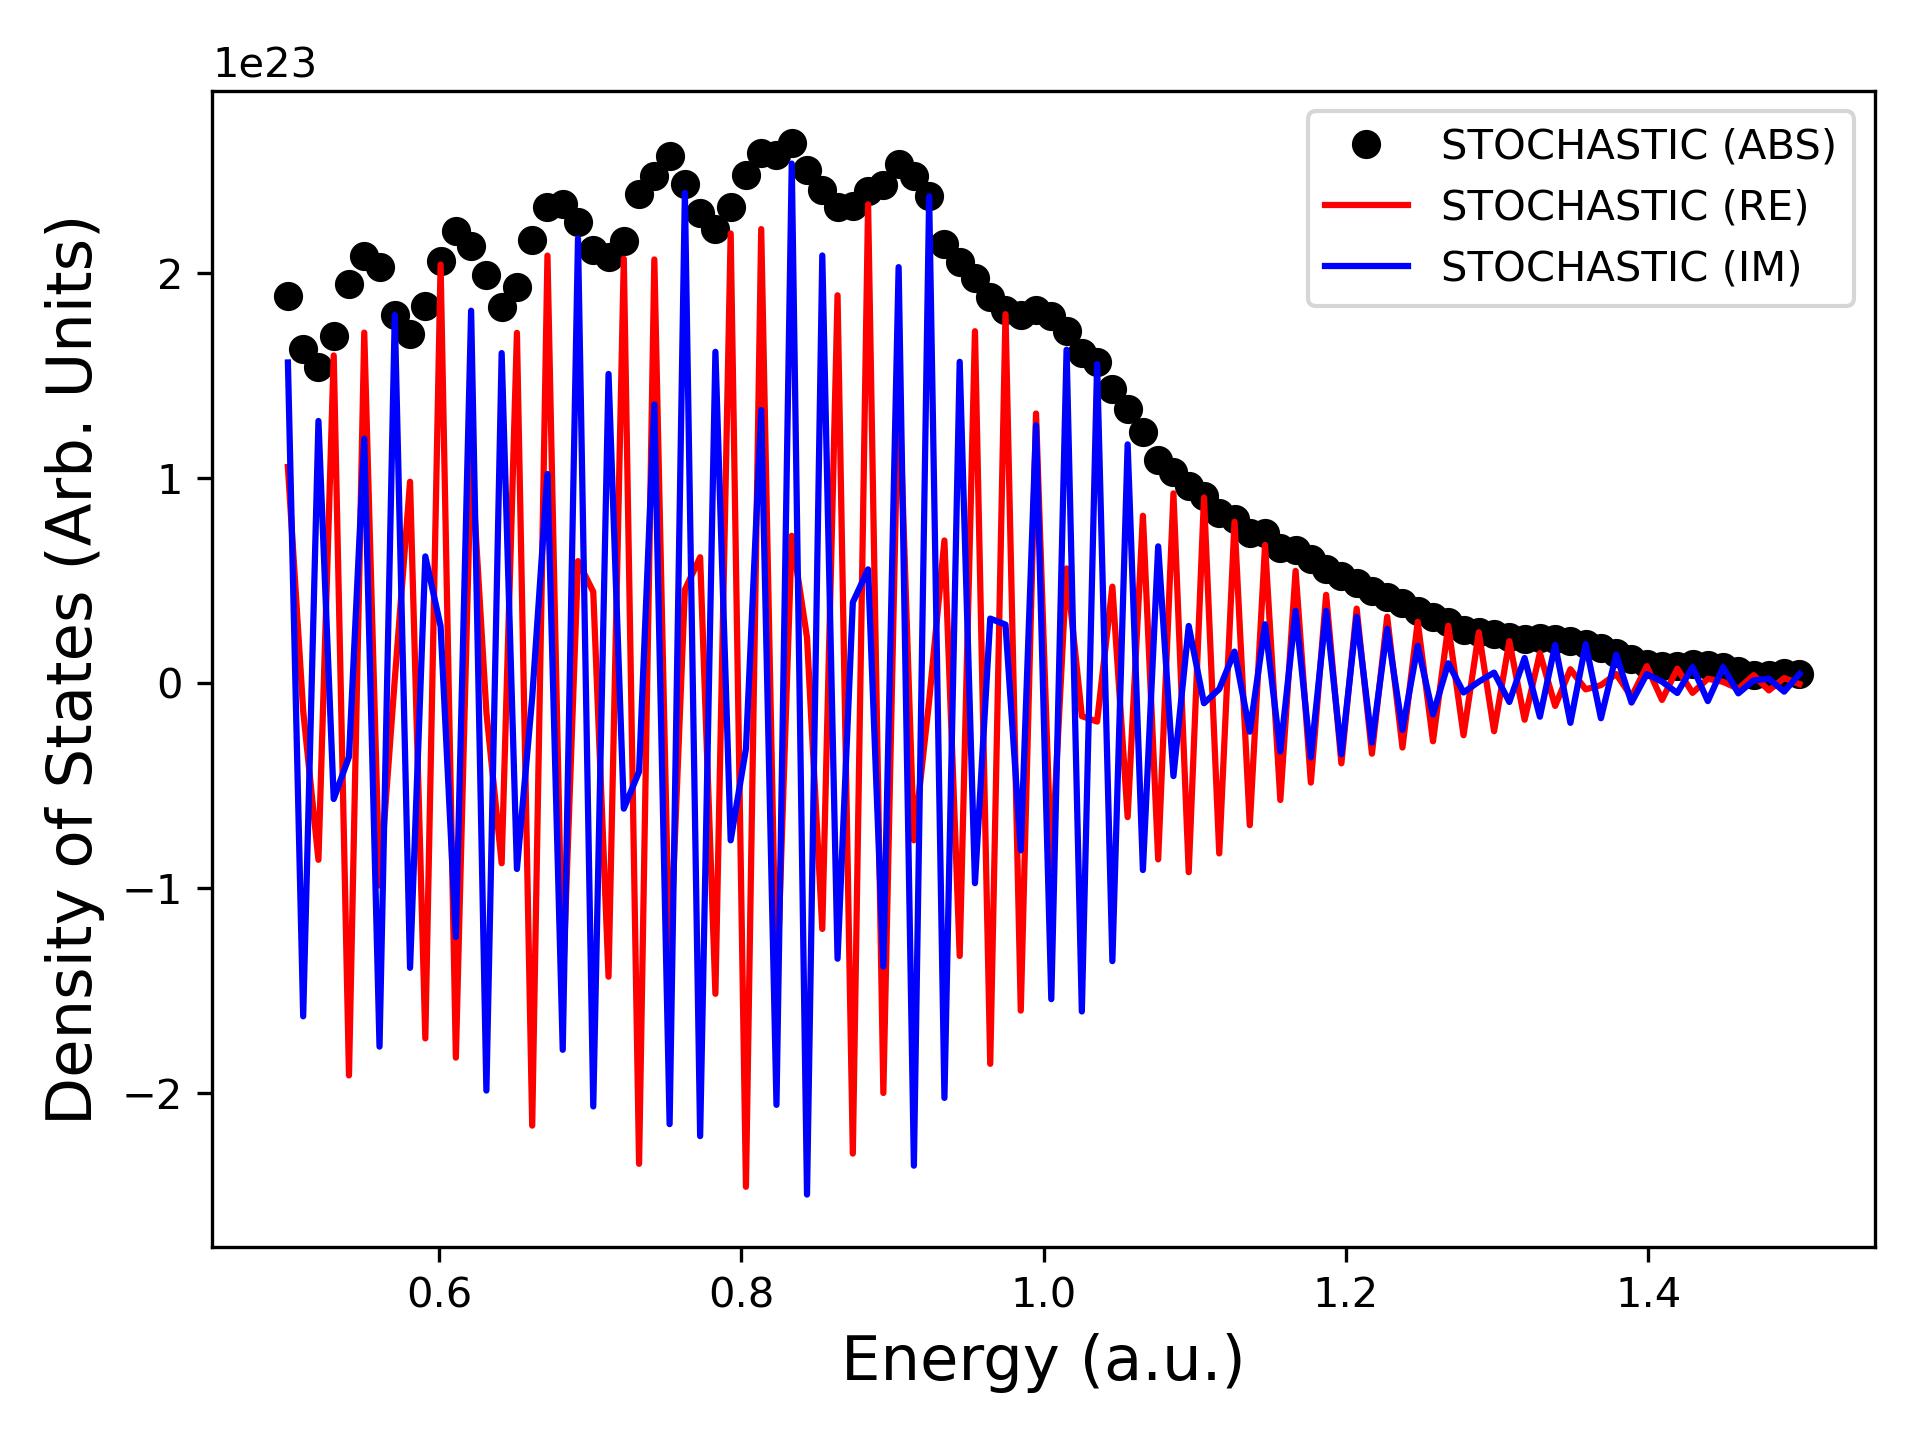 1e23
STOCHASTIC (ABS)
STOCHASTIC (RE)
STOCHASTIC (IM)
Density of States (Arb. Units)
2
1
0
−1
−2
0.6 0.8 1.0 1.2 1.4
Energy (a.u.)